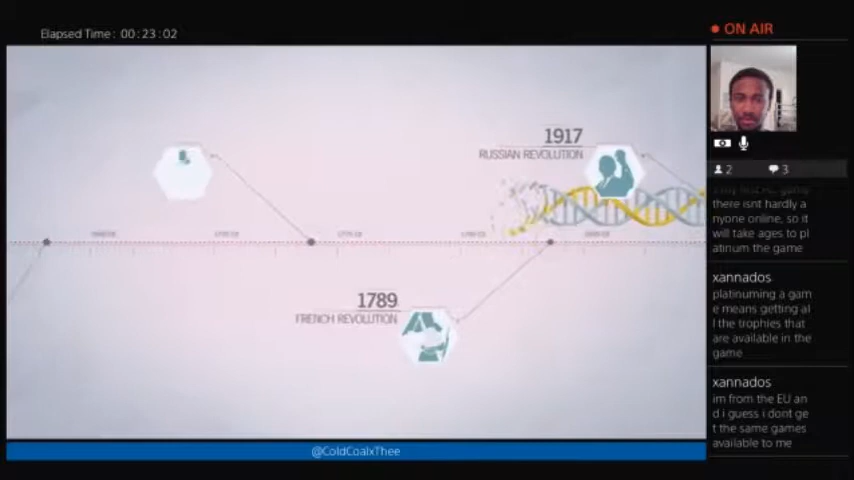 Elapsed Time : 00:23:02
ON AIR
1917
RUSSIAN REVOLUTION
1789
FRENCH REVOLUTION
@ColdCoalxThee
2
3
there isnt hardly a
nyone online, so it
will take ages to pl
atinum the game
xannados
platinuming a gam
e means getting al
l the trophies that
are available in the
game
xannados
im from the EU an
d i guess i dont ge
t the same games
available to me